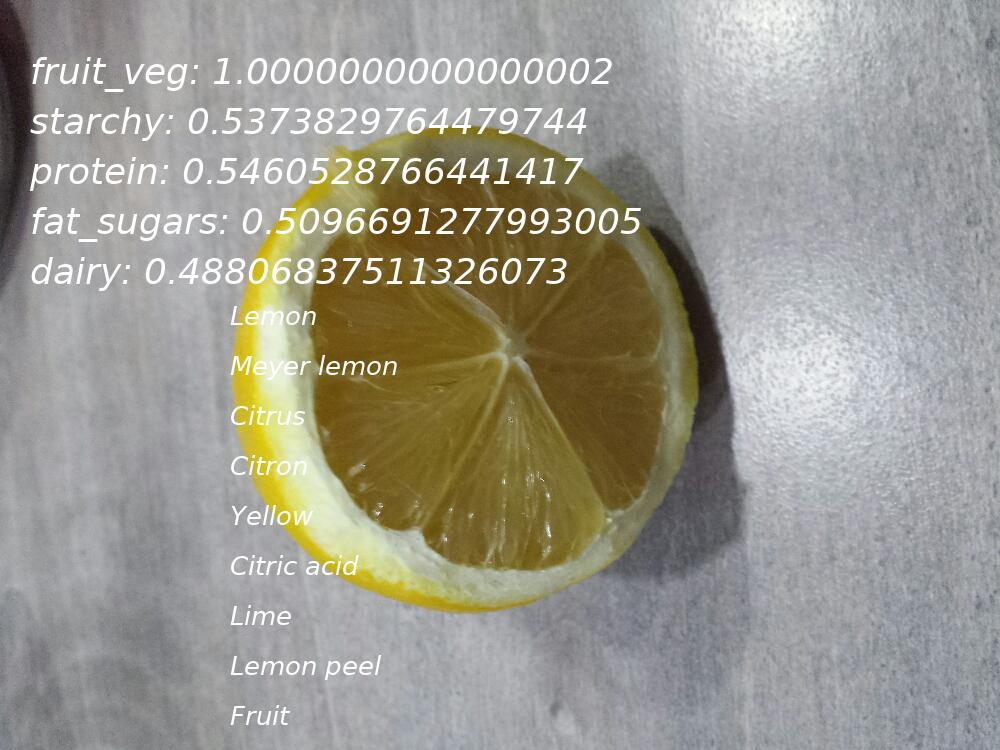 fruit_veg: 1.0000000000000002
starchy: 0.5373829764479744
protein: 0.5460528766441417
fat_sugars: 0.5096691277993005
dairy: 0.48806837511326073
Lemon
Meyer lemon
Citrus
Citron
Yellow
Citric acid
Lime
Lemon peel
Fruit